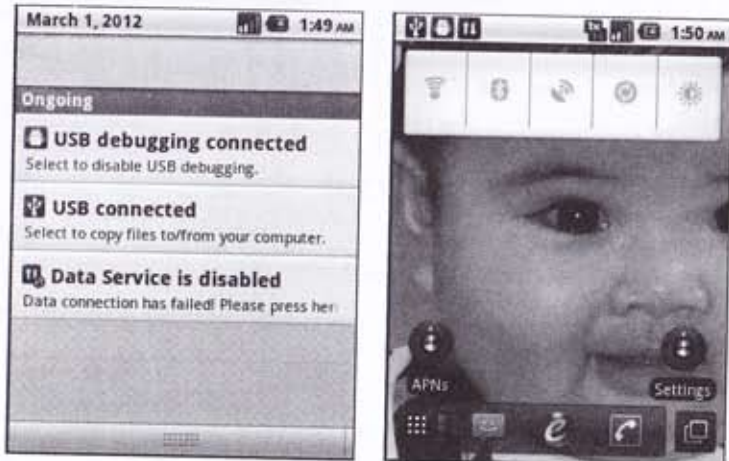 March 1, 2012
1:49 AM
Ongoing
USB debugging connected
Select to disable USB debugging.
USB connected
Select to copy files to/from your computer.
Data Service is disabled
Data connection has failed! Please press her
1:50 AM
APNs
Settings